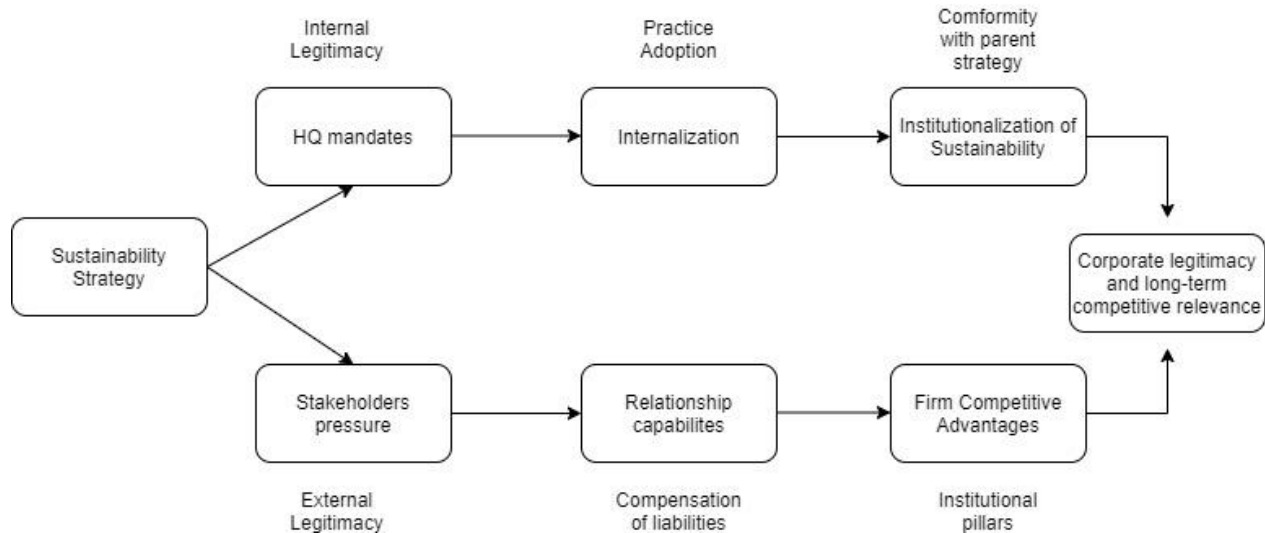 Internal
Legitimacy
Practice
Adoption
Comformity
with parent
strategy
HQ mandates
Internalization
Institutionalization of
Sustainability
Sustainability
Strategy
Corporate legitimacy
and long-term
competitive relevance
Stakeholders
pressure
Relationship
capabilites
Firm Competitive
Advantages
External
Legitimacy
Compensation
of liabilities
Institutional
pillars